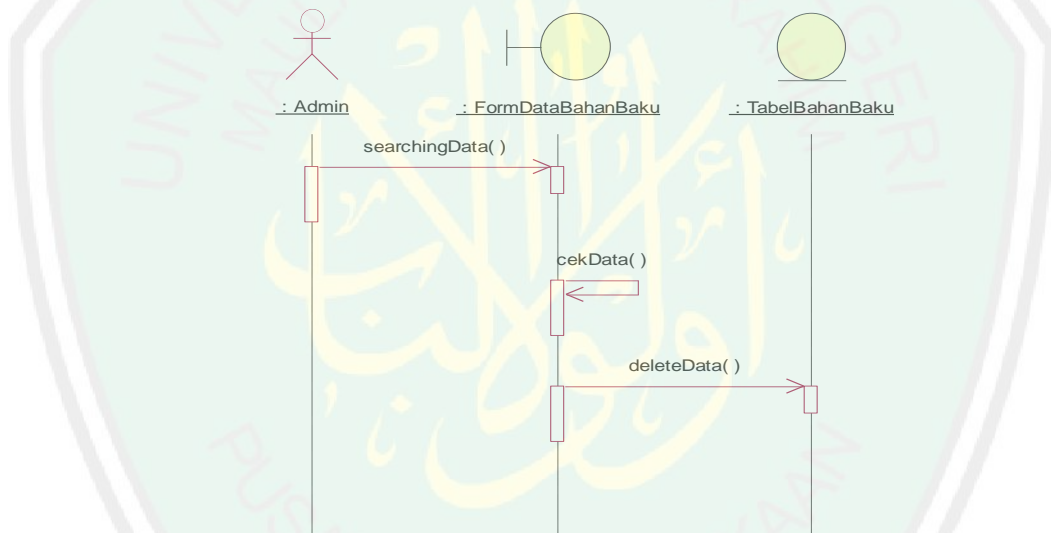 : Admin
: FormDataBahanBaku
: TabelBahanBaku
searchingData( )
cekData( )
deleteData( )